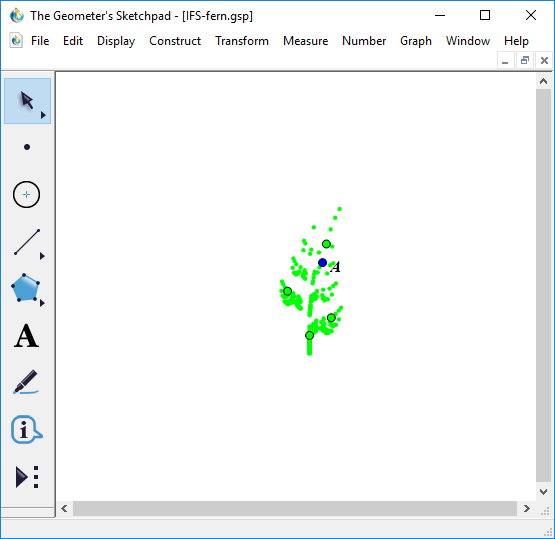 The Geometer's Sketchpad - [IFS-fern.gsp]
File Edit Display Construct Transform Measure Number Graph Window Help
A
A